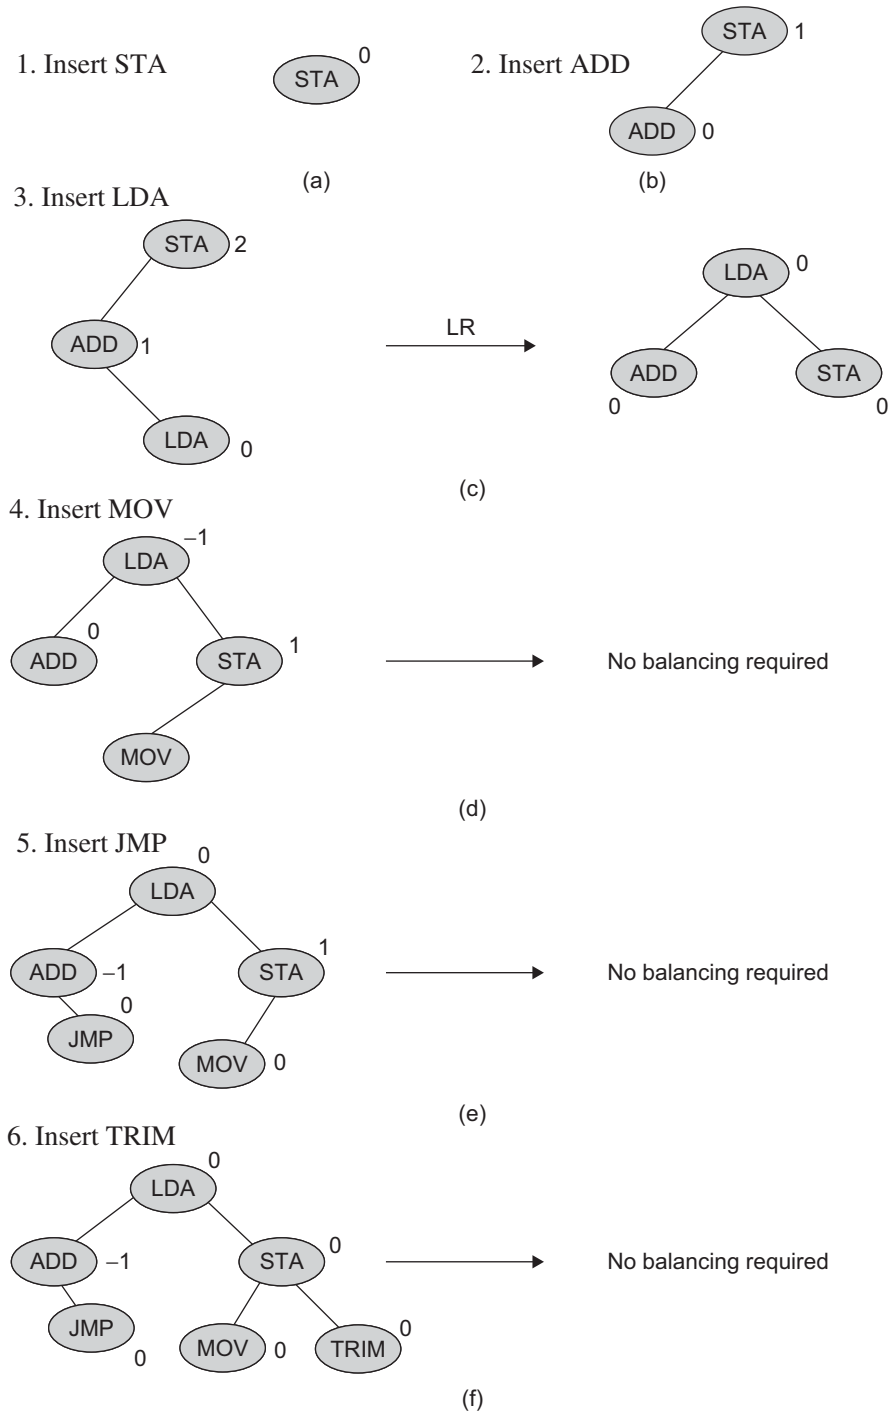 1. Insert STA
STA
0
(a)
2. Insert ADD
STA
1
ADD
0
(b)
3. Insert LDA
STA
2
ADD
1
LDA
0
LR
LDA
0
ADD
0
STA
0
(c)
4. Insert MOV
LDA
–1
ADD
0
STA
1
MOV
No balancing required
(d)
5. Insert JMP
LDA
0
ADD
–1
STA
1
JMP
0
MOV
0
No balancing required
(e)
6. Insert TRIM
LDA
0
ADD
–1
STA
0
JMP
0
MOV
0
TRIM
0
No balancing required
(f)